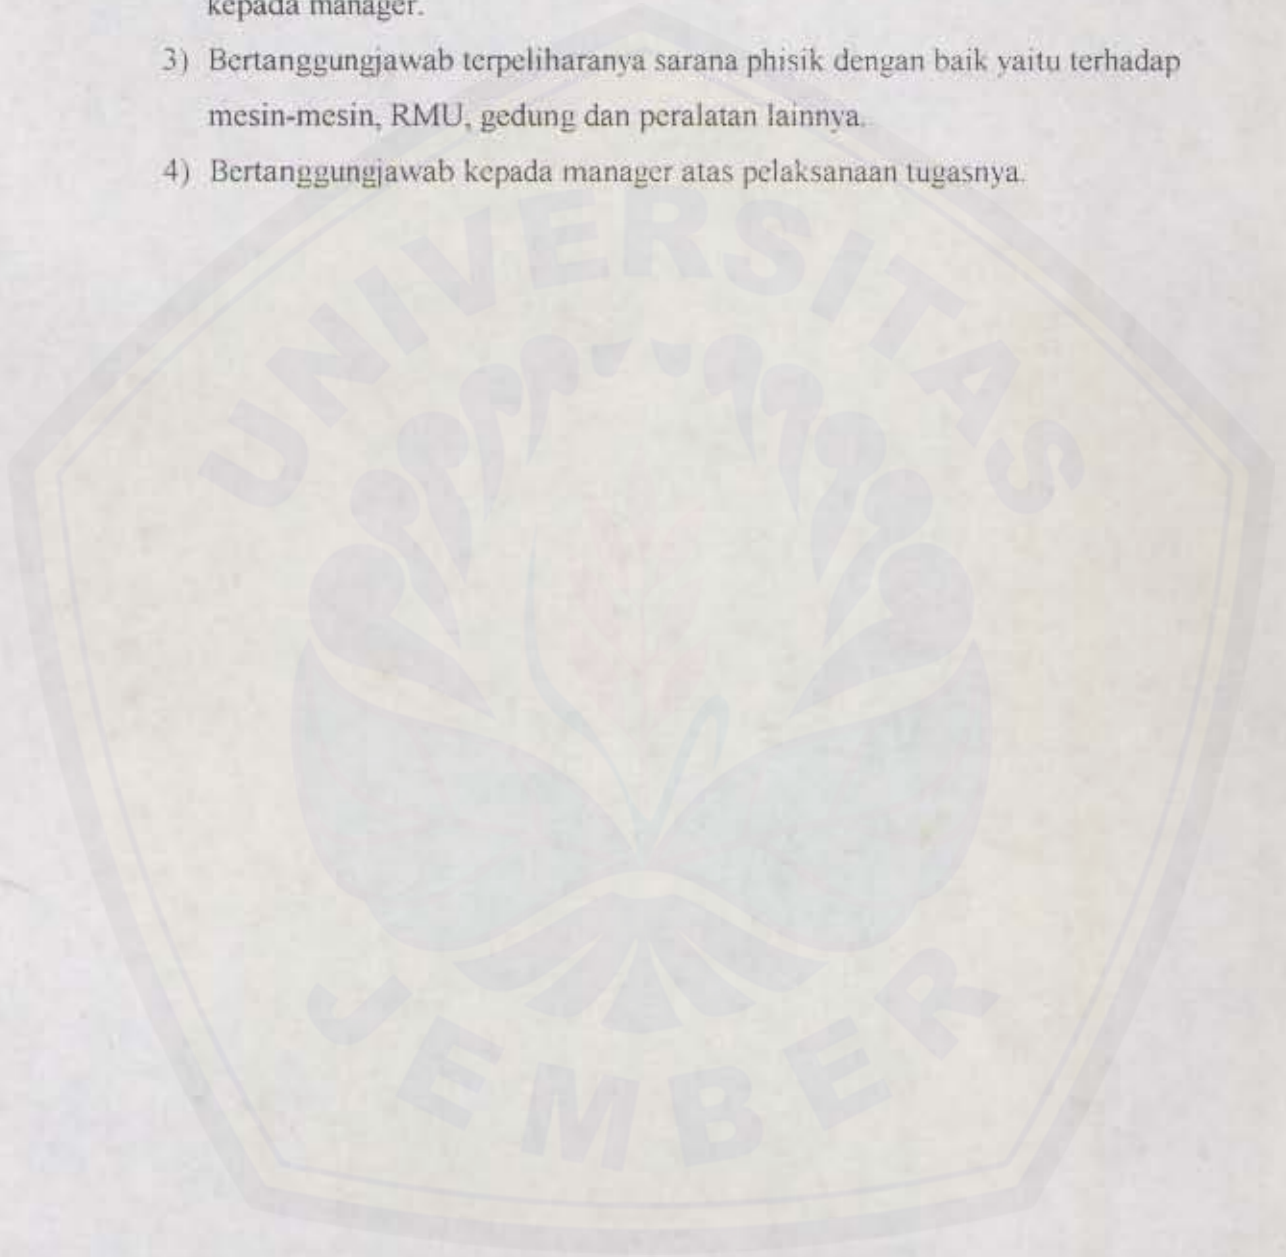 kepada manager.
3) Bertanggungjawab terpeliharanya sarana phisik dengan baik yaitu terhadap
mesin-mesin, RMU, gedung dan peralatan lainnya.
4) Bertanggungjawab kepada manager atas pelaksanaan tugasnya.
UNIVERSITAS
JEMBER